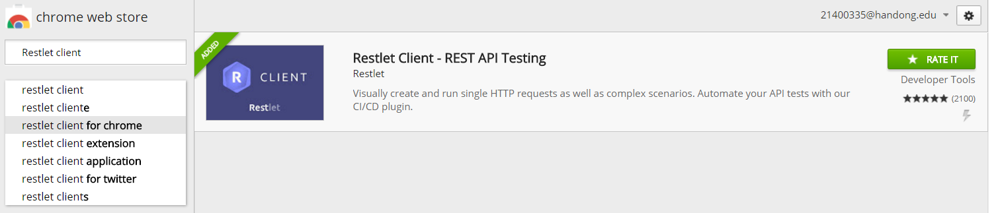 chrome web store
Restlet client
restlet client
restlet cliente
restlet client for chrome
restlet client extension
restlet client application
restlet client for twitter
restlet clients
21400335@handong.edu
ADDED
R CLIENT
Restlet
Restlet Client - REST API Testing
Restlet
Visually create and run single HTTP requests as well as complex scenarios. Automate your API tests with our
CI/CD plugin.
RATE IT
Developer Tools
(2100)